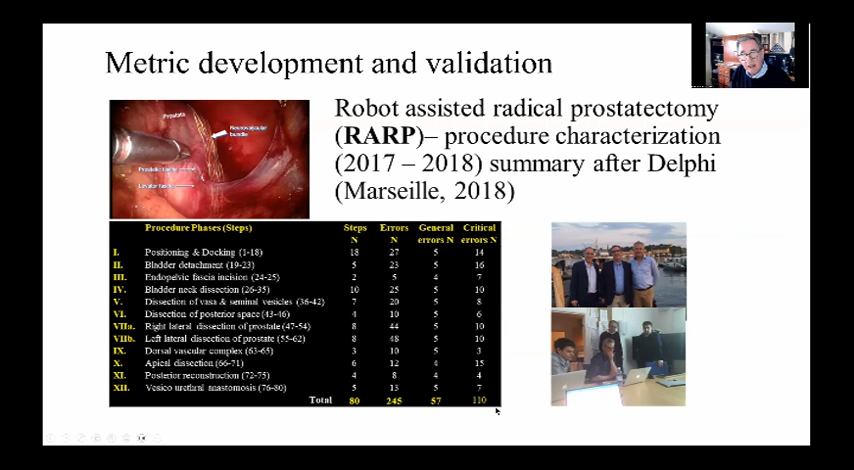 Metric development and validation
Prostate
Neurovascular
bundle
Prostatic fascia
Levator fascia
Robot assisted radical prostatectomy
(RARP)– procedure characterization
(2017 – 2018) summary after Delphi
(Marseille, 2018)
Procedure Phases (Steps) Steps N Errors N General errors N Critical errors N
I. Positioning & Docking (1-18) 18 27 5 14
II. Bladder detachment (19-23) 5 23 5 16
III. Endopelvic fascia incision (24-25) 2 5 4 7
IV. Bladder neck dissection (26-35) 10 25 5 10
V. Dissection of vasa & seminal vesicles (36-42) 7 20 5 8
VI. Dissection of posterior space (43-46) 4 10 5 6
VIIa. Right lateral dissection of prostate (47-54) 8 44 5 10
VIIb. Left lateral dissection of prostate (55-62) 8 48 5 10
IX. Dorsal vascular complex (63-65) 3 10 5 3
X. Apical dissection (66-71) 6 12 4 15
XI. Posterior reconstruction (72-75) 4 8 4 4
XII. Vesico urethral anastomosis (76-80) 5 13 5 7
Total 80 245 57 110